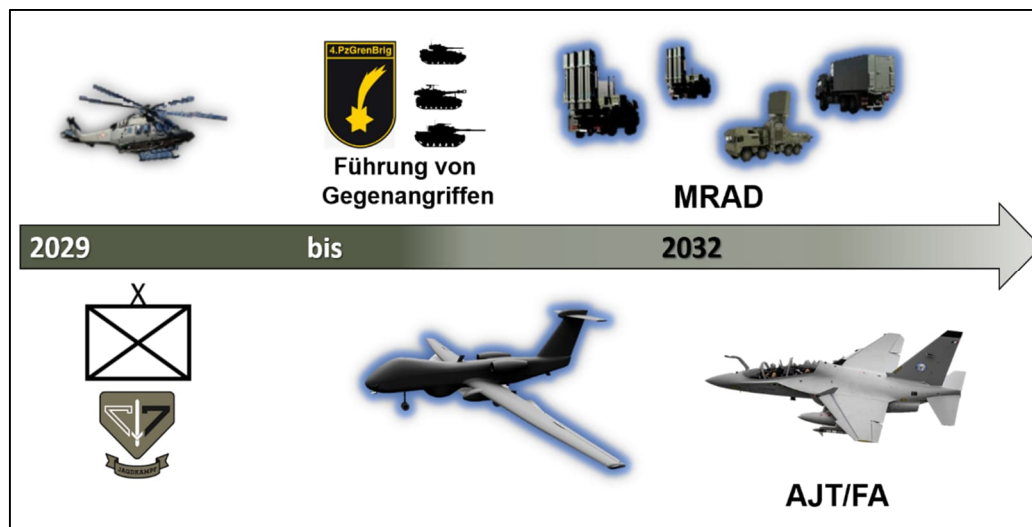 4.PzGrenBrig
Führung von
Gegenangriffen
MRAD
2029 bis 2032
X
JAGDKAMPF
AJT/FA